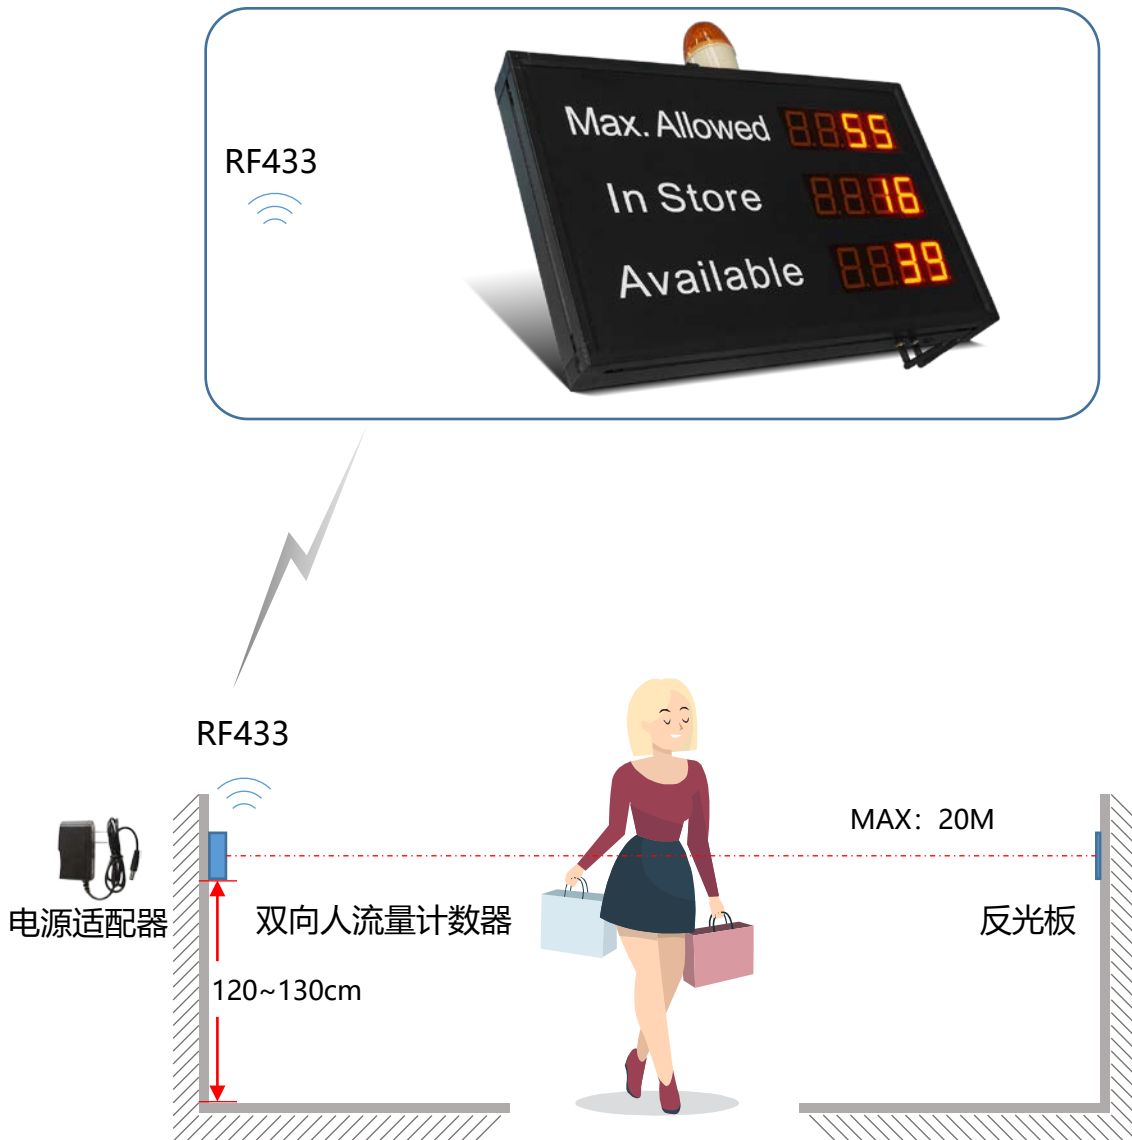 RF433
Max. Allowed 55
In Store 16
Available 39
RF433
MAX：20M
电源适配器
双向人流量计数器
反光板
120~130cm